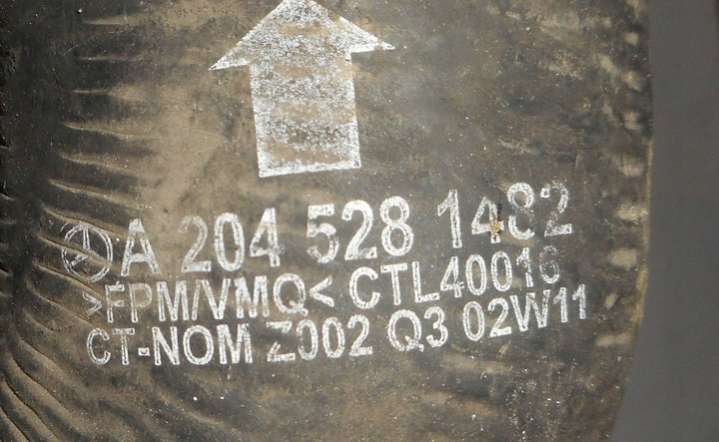 A 204 528 1482
>FPM/VMQ< CTL40016
CT-NOM Z002 Q3 02W11